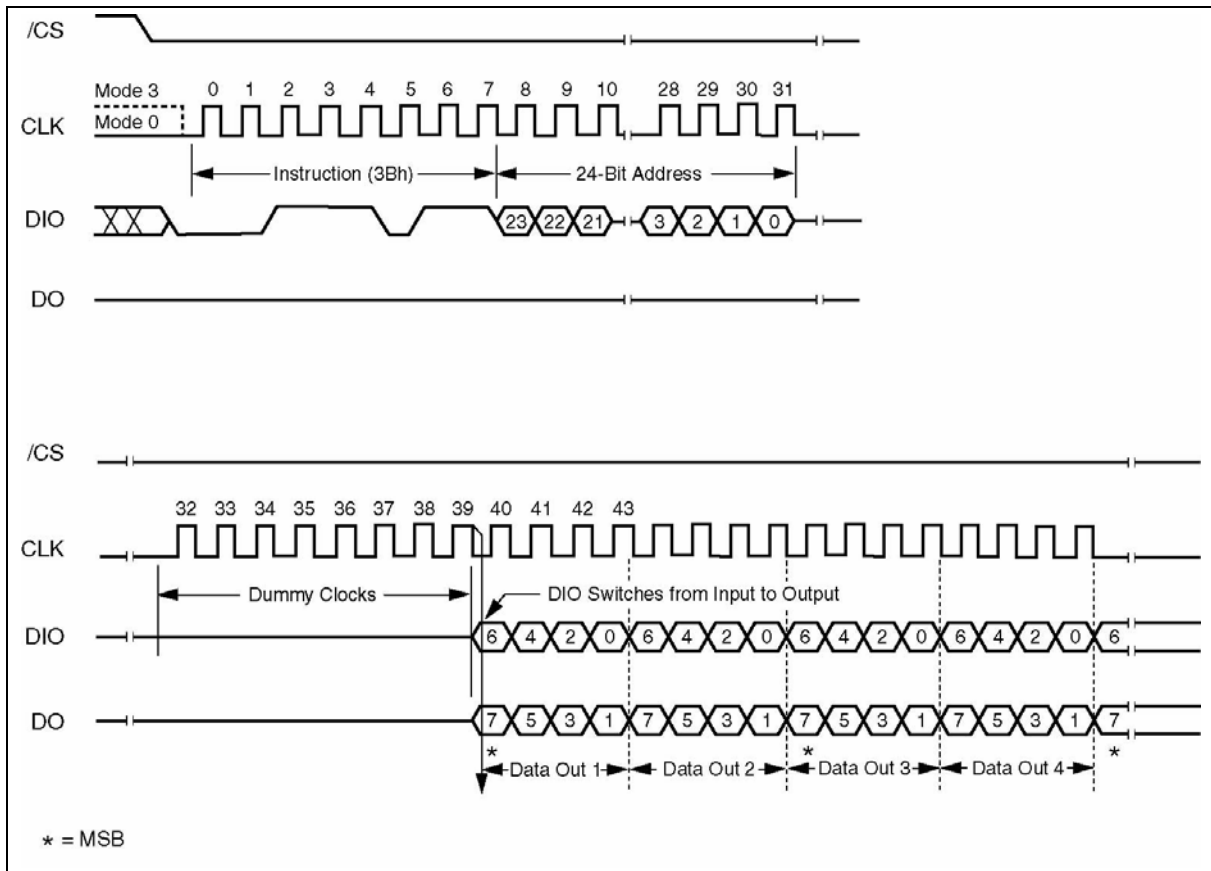 /CS
Mode 3
0 1 2 3 4 5 6 7 8 9 10 28 29 30 31
CLK
Mode 0
Instruction (3Bh)
24-Bit Address
DIO
23 22 21 3 2 1 0
DO
/CS
32 33 34 35 36 37 38 39 40 41 42 43
CLK
Dummy Clocks
DIO Switches from Input to Output
DIO
6 4 2 0 6 4 2 0 6 4 2 0 6 4 2 0 6
DO
7 5 3 1 7 5 3 1 7 5 3 1 7 5 3 1 7
* * *
Data Out 1 Data Out 2 Data Out 3 Data Out 4
* = MSB